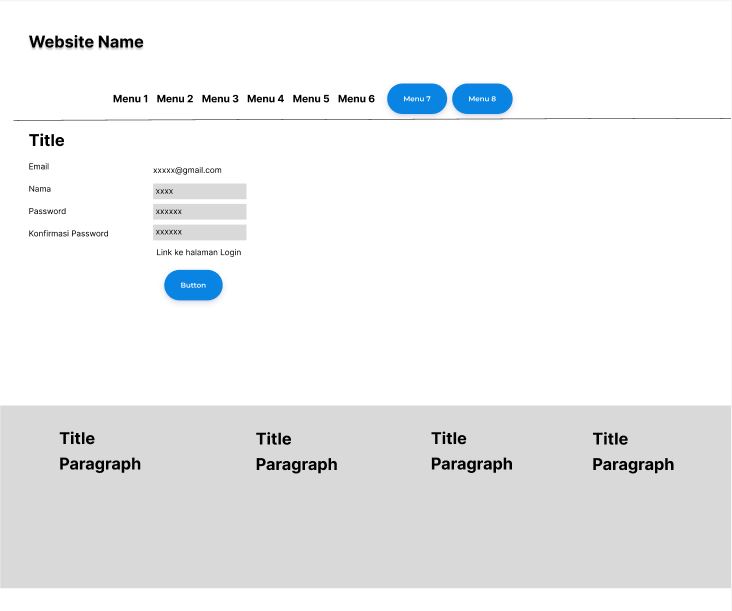 Website Name
Menu 1 Menu 2 Menu 3 Menu 4 Menu 5 Menu 6 Menu 7 Menu 8
Title
Email xxxxx@gmail.com
Nama xxxx
Password xxxxxx
Konfirmasi Password xxxxxx
Link ke halaman Login
Button
Title Title Title Title
Paragraph Paragraph Paragraph Paragraph